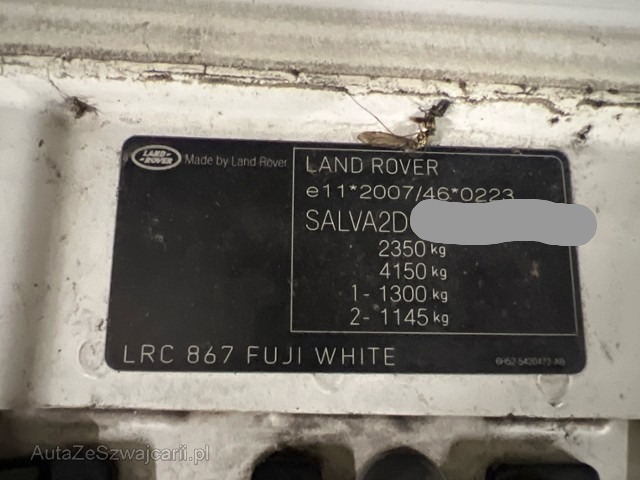 LAND ROVER
Made by Land Rover
LAND ROVER
e11*2007/46*0223
SALVA2D
2350 kg
4150 kg
1- 1300 kg
2- 1145 kg
LRC 867 FUJI WHITE
AutaZeSzwajcarii.pl